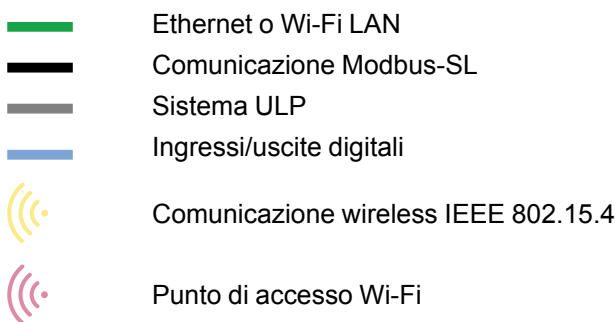 Ethernet o Wi-Fi LAN
Comunicazione Modbus-SL
Sistema ULP
Ingressi/uscite digitali
Comunicazione wireless IEEE 802.15.4
Punto di accesso Wi-Fi